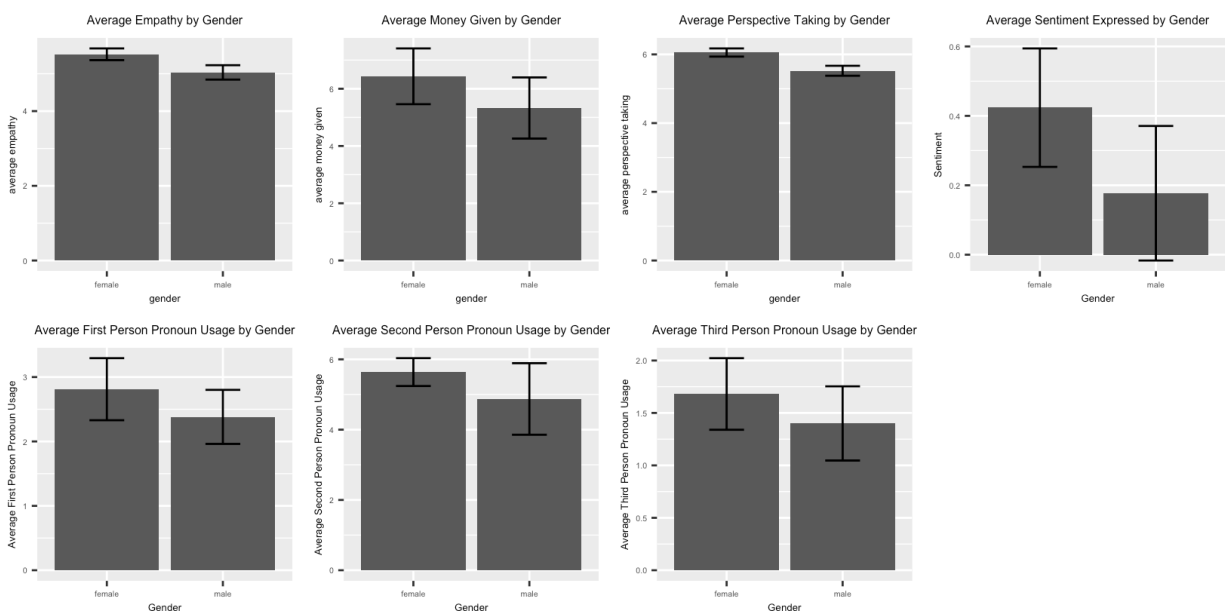 Average Empathy by Gender
average empathy
0
2
4
female
male
gender
Average Money Given by Gender
average money given
0
2
4
6
female
male
gender
Average Perspective Taking by Gender
average perspective taking
0
2
4
6
female
male
gender
Average Sentiment Expressed by Gender
Sentiment
0.0
0.2
0.4
0.6
female
male
Gender
Average First Person Pronoun Usage by Gender
Average First Person Pronoun Usage
0
1
2
3
female
male
Gender
Average Second Person Pronoun Usage by Gender
Average Second Person Pronoun Usage
0
2
4
6
female
male
Gender
Average Third Person Pronoun Usage by Gender
Average Third Person Pronoun Usage
0.0
0.5
1.0
1.5
2.0
female
male
Gender